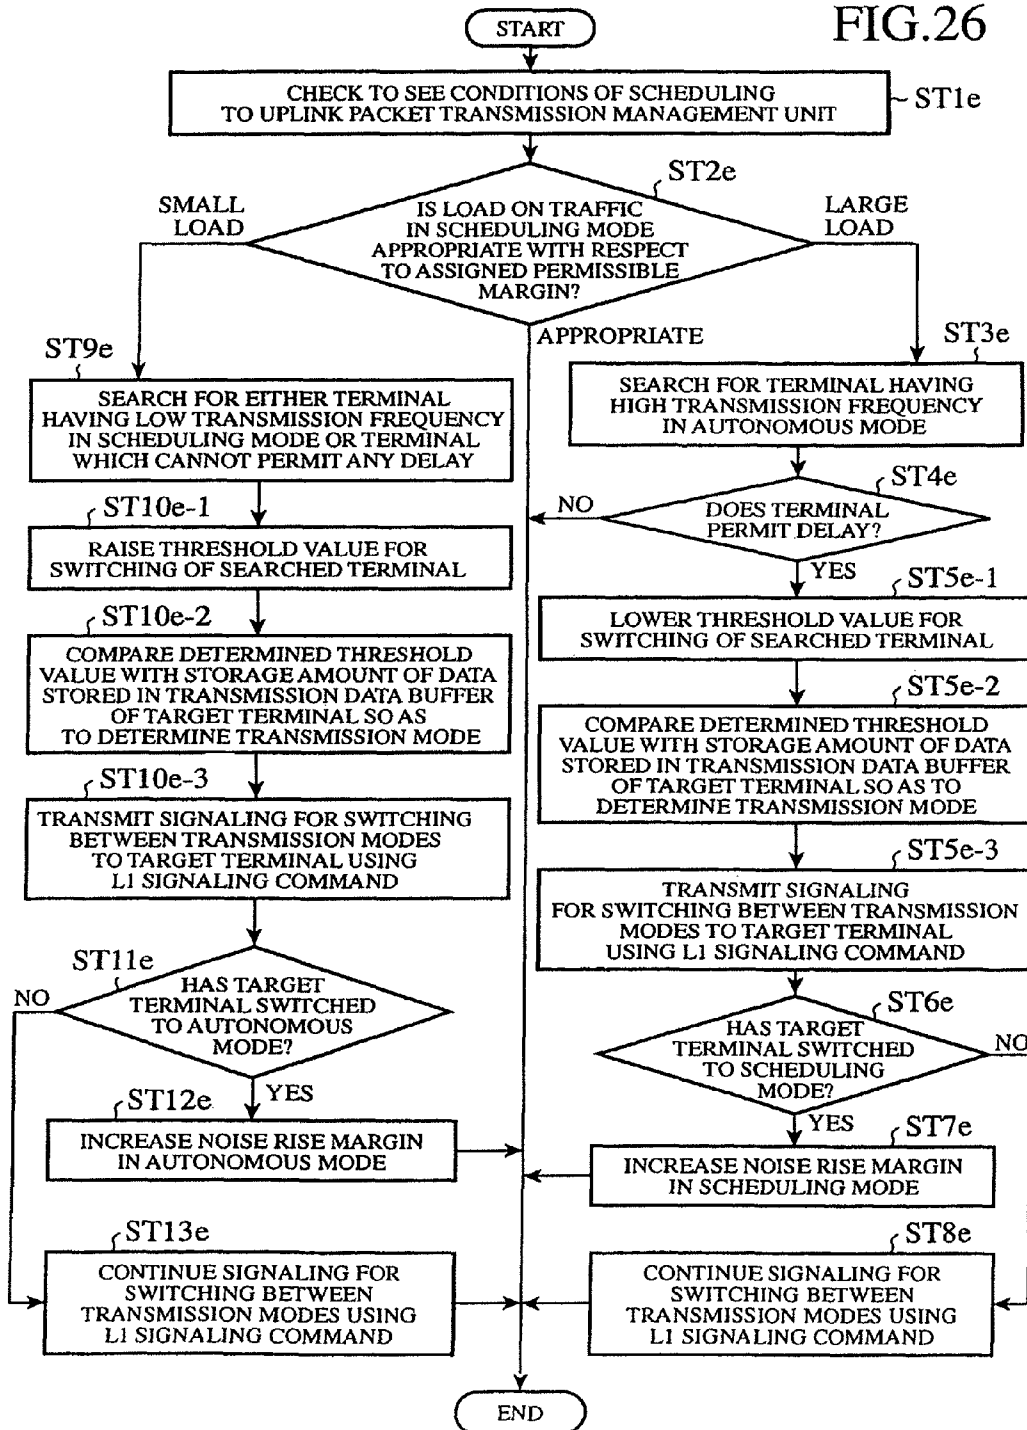 FIG.26
START
CHECK TO SEE CONDITIONS OF SCHEDULING
TO UPLINK PACKET TRANSMISSION MANAGEMENT UNIT
ST1e
ST2e
SMALL
LOAD
IS LOAD ON TRAFFIC
IN SCHEDULING MODE
APPROPRIATE WITH RESPECT
TO ASSIGNED PERMISSIBLE
MARGIN?
LARGE
LOAD
APPROPRIATE
ST9e
SEARCH FOR EITHER TERMINAL
HAVING LOW TRANSMISSION FREQUENCY
IN SCHEDULING MODE OR TERMINAL
WHICH CANNOT PERMIT ANY DELAY
ST10e-1
RAISE THRESHOLD VALUE FOR
SWITCHING OF SEARCHED TERMINAL
ST10e-2
COMPARE DETERMINED THRESHOLD
VALUE WITH STORAGE AMOUNT OF DATA
STORED IN TRANSMISSION DATA BUFFER
OF TARGET TERMINAL SO AS
TO DETERMINE TRANSMISSION MODE
ST10e-3
TRANSMIT SIGNALING FOR SWITCHING
BETWEEN TRANSMISSION MODES
TO TARGET TERMINAL USING
L1 SIGNALING COMMAND
ST11e
NO
HAS TARGET
TERMINAL SWITCHED
TO AUTONOMOUS
MODE?
YES
ST12e
INCREASE NOISE RISE MARGIN
IN AUTONOMOUS MODE
ST13e
CONTINUE SIGNALING FOR
SWITCHING BETWEEN
TRANSMISSION MODES USING
L1 SIGNALING COMMAND
ST3e
SEARCH FOR TERMINAL HAVING
HIGH TRANSMISSION FREQUENCY
IN AUTONOMOUS MODE
ST4e
NO
DOES TERMINAL
PERMIT DELAY?
YES
ST5e-1
LOWER THRESHOLD VALUE FOR
SWITCHING OF SEARCHED TERMINAL
ST5e-2
COMPARE DETERMINED THRESHOLD
VALUE WITH STORAGE AMOUNT OF DATA
STORED IN TRANSMISSION DATA BUFFER
OF TARGET TERMINAL SO AS TO
DETERMINE TRANSMISSION MODE
ST5e-3
TRANSMIT SIGNALING
FOR SWITCHING BETWEEN TRANSMISSION
MODES TO TARGET TERMINAL
USING L1 SIGNALING COMMAND
ST6e
HAS TARGET
TERMINAL SWITCHED
TO SCHEDULING
MODE?
NO
YES
ST7e
INCREASE NOISE RISE MARGIN
IN SCHEDULING MODE
ST8e
CONTINUE SIGNALING FOR
SWITCHING BETWEEN
TRANSMISSION MODES USING
L1 SIGNALING COMMAND
END